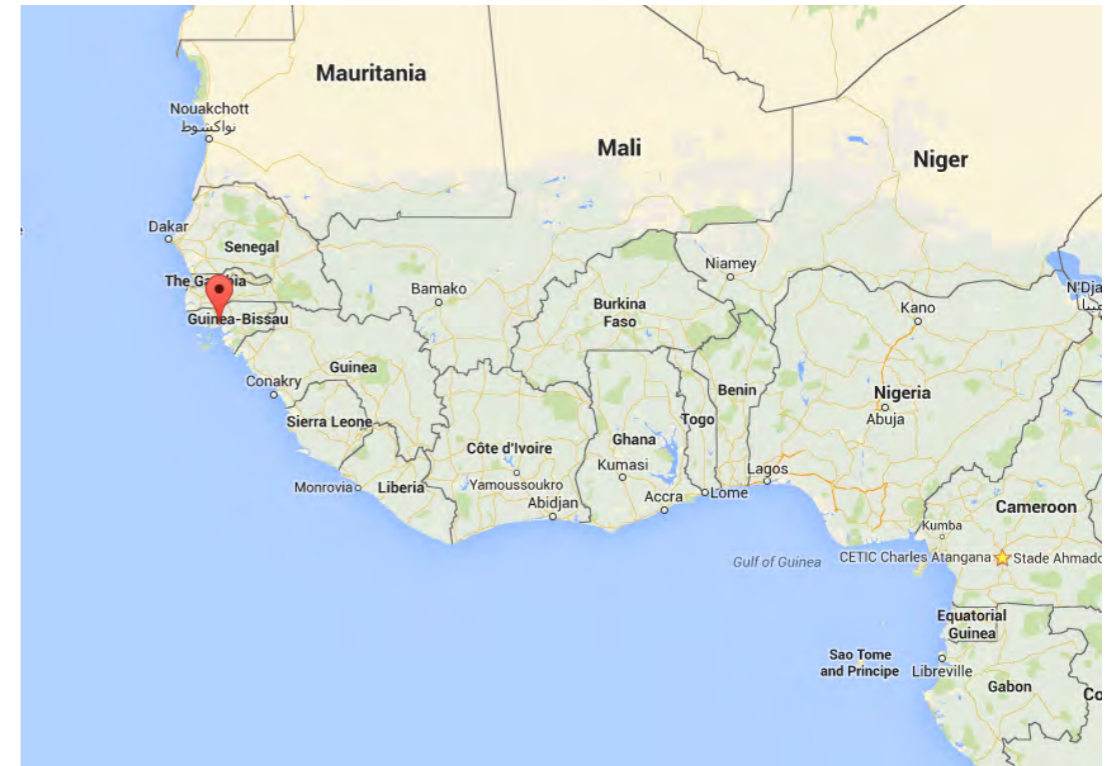 Mauritania
Nouakchott
نواكشوط
Mali
Niger
Dakar
Senegal
The Gambia
Niamey
Bamako
N'Dja
Burkina
Faso
Kano
Guinea-Bissau
Guinea
Conakry
Benin
Nigeria
Abuja
Sierra Leone
Togo
Ghana
Côte d'Ivoire
Kumasi
Lagos
Yamoussoukro
Monrovia
Liberia
Abidjan
Accra
Lome
Cameroon
Kumba
Gulf of Guinea
CETIC Charles Atangana
Stade Ahmado
Equatorial
Guinea
Sao Tome
and Principe
Libreville
Gabon
Co